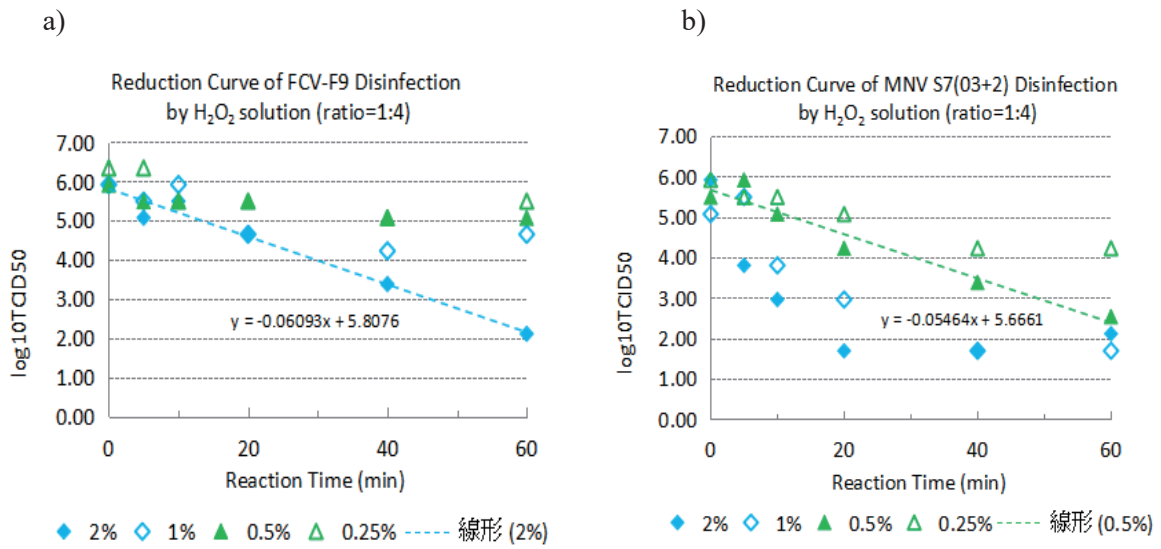 a)
Reduction Curve of FCV-F9 Disinfection
by H₂O₂ solution (ratio=1:4)
log10TCID50
7.00
6.00
5.00
4.00
3.00
2.00
1.00
0.00
y = -0.06093x + 5.8076
0 20 40 60
Reaction Time (min)
2% 1% 0.5% 0.25% 線形 (2%)
b)
Reduction Curve of MNV S7(03+2) Disinfection
by H₂O₂ solution (ratio=1:4)
log10TCID50
7.00
6.00
5.00
4.00
3.00
2.00
1.00
0.00
y = -0.05464x + 5.6661
0 20 40 60
Reaction Time (min)
2% 1% 0.5% 0.25% 線形 (0.5%)